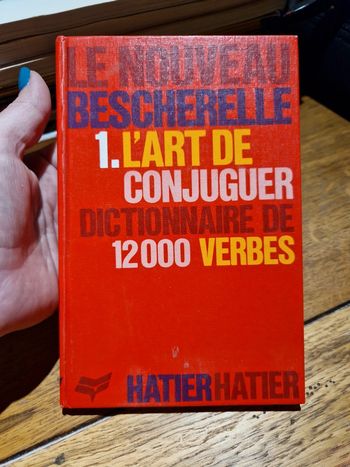 LE NOUVEAU
BESCHERELLE
1. L'ART DE
CONJUGUER
DICTIONNAIRE DE
12000 VERBES
HATIER HATIER